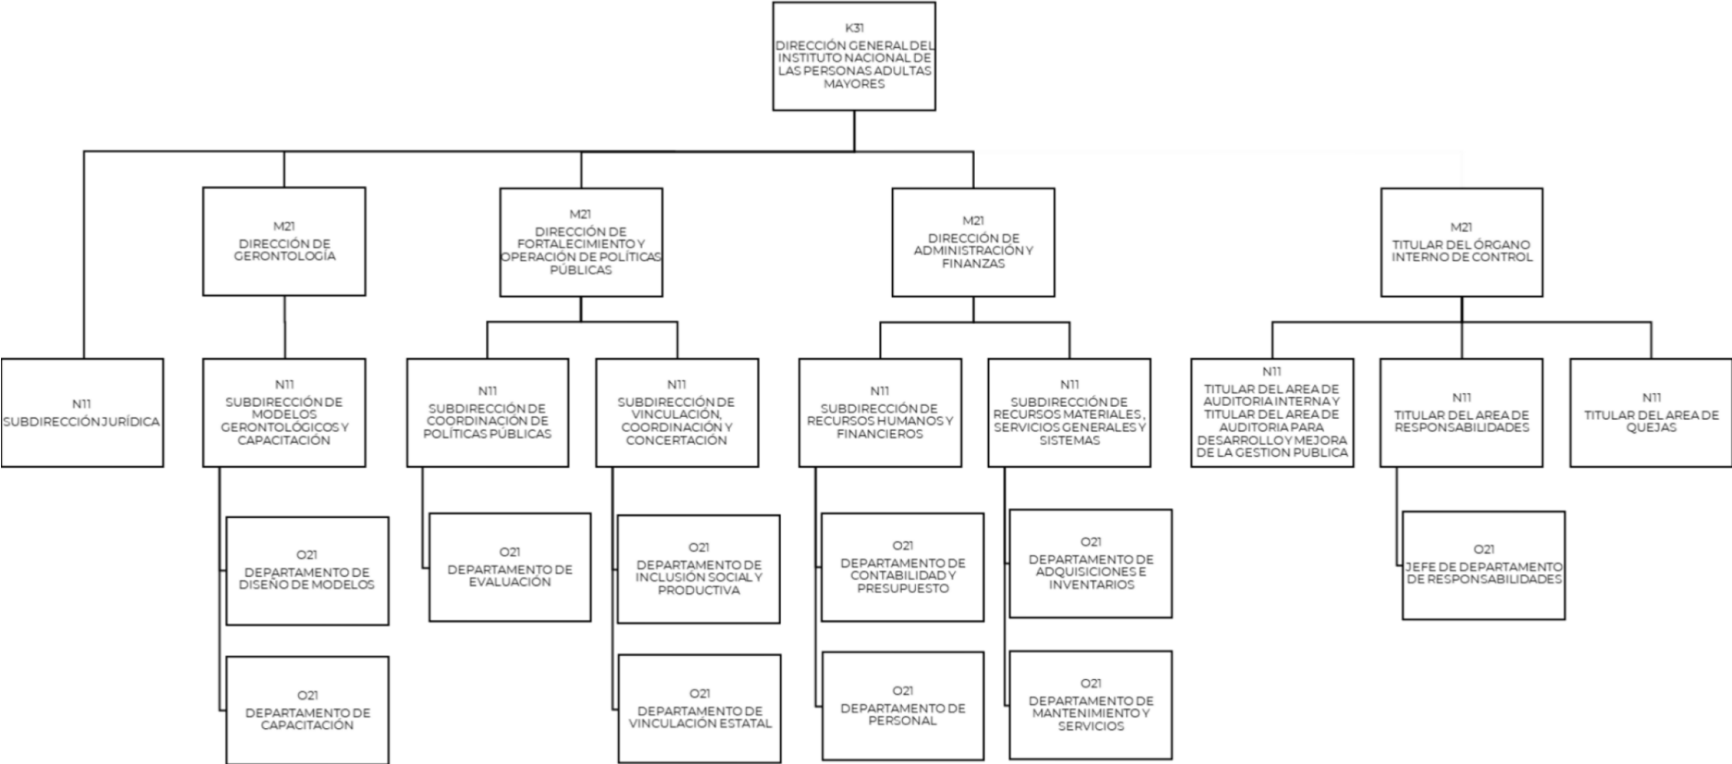 K31
DIRECCIÓN GENERAL DEL
INSTITUTO NACIONAL DE
LAS PERSONAS ADULTAS
MAYORES
M21
DIRECCIÓN DE
GERONTOLOGÍA
M21
DIRECCIÓN DE
FORTALECIMIENTO Y
OPERACIÓN DE POLÍTICAS
PÚBLICAS
M21
DIRECCIÓN DE
ADMINISTRACIÓN Y
FINANZAS
M21
TITULAR DEL ÓRGANO
INTERNO DE CONTROL
N11
SUBDIRECCIÓN JURÍDICA
N11
SUBDIRECCIÓN DE
MODELOS
GERONTOLÓGICOS Y
CAPACITACIÓN
N11
SUBDIRECCIÓN DE
COORDINACIÓN DE
POLÍTICAS PÚBLICAS
N11
SUBDIRECCIÓN DE
VINCULACIÓN,
COORDINACIÓN Y
CONCERTACIÓN
N11
SUBDIRECCIÓN DE
RECURSOS HUMANOS Y
FINANCIEROS
N11
SUBDIRECCIÓN DE
RECURSOS MATERIALES ,
SERVICIOS GENERALES Y
SISTEMAS
N11
TITULAR DEL AREA DE
AUDITORIA INTERNA Y
TITULAR DEL AREA DE
AUDITORIA PARA
DESARROLLO Y MEJORA
DE LA GESTION PUBLICA
N11
TITULAR DEL AREA DE
RESPONSABILIDADES
N11
TITULAR DEL AREA DE
QUEJAS
O21
DEPARTAMENTO DE
DISEÑO DE MODELOS
O21
DEPARTAMENTO DE
EVALUACIÓN
O21
DEPARTAMENTO DE
INCLUSIÓN SOCIAL Y
PRODUCTIVA
O21
DEPARTAMENTO DE
CONTABILIDAD Y
PRESUPUESTO
O21
DEPARTAMENTO DE
ADQUISICIONES E
INVENTARIOS
O21
JEFE DE DEPARTAMENTO
DE RESPONSABILIDADES
O21
DEPARTAMENTO DE
CAPACITACIÓN
O21
DEPARTAMENTO DE
VINCULACIÓN ESTATAL
O21
DEPARTAMENTO DE
PERSONAL
O21
DEPARTAMENTO DE
MANTENIMIENTO Y
SERVICIOS